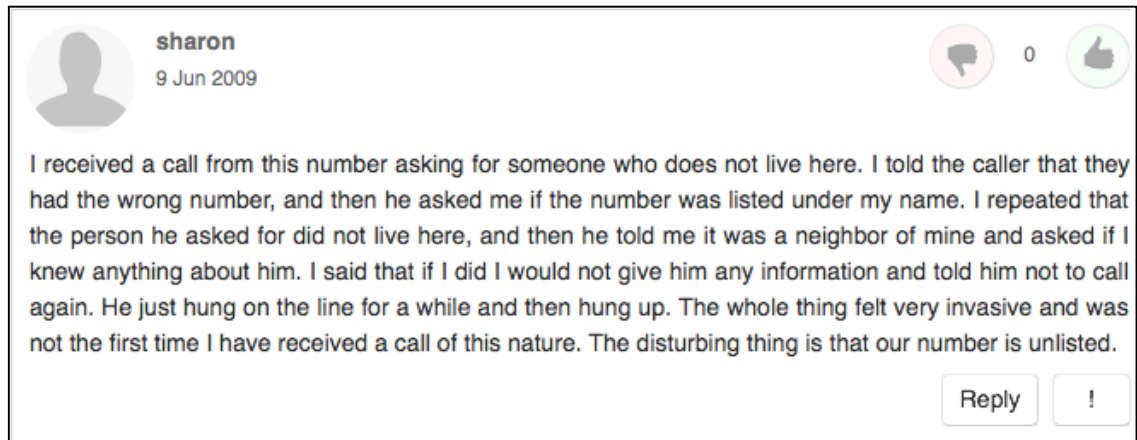 sharon
9 Jun 2009
0
I received a call from this number asking for someone who does not live here. I told the caller that they
had the wrong number, and then he asked me if the number was listed under my name. I repeated that
the person he asked for did not live here, and then he told me it was a neighbor of mine and asked if I
knew anything about him. I said that if I did I would not give him any information and told him not to call
again. He just hung on the line for a while and then hung up. The whole thing felt very invasive and was
not the first time I have received a call of this nature. The disturbing thing is that our number is unlisted.
Reply !